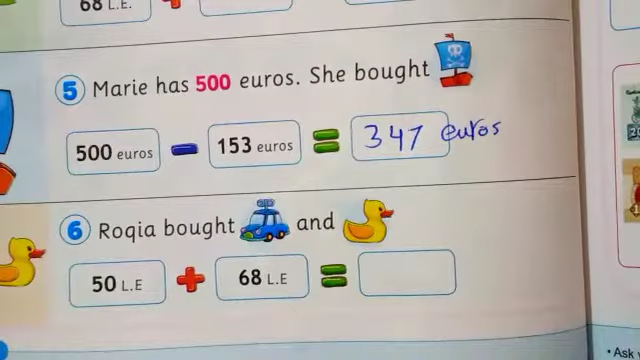 68 L.E.
5 Marie has 500 euros. She bought
500 euros 153 euros 347 euros
6 Roqia bought and
50 L.E 68 L.E
• Ask